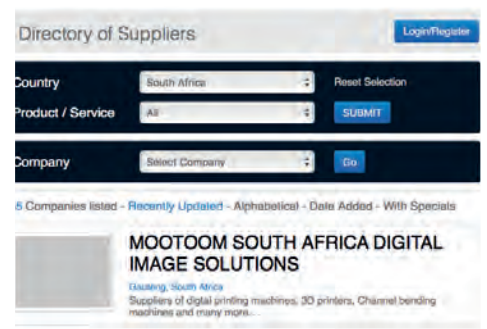 Directory of Suppliers
Login/Register
Country
South Africa
Reset Selection
Product / Service
All
SUBMIT
Company
Select Company
Go
5 Companies listed - Recently Updated - Alphabetical - Date Added - With Specials
MOOTOOM SOUTH AFRICA DIGITAL
IMAGE SOLUTIONS
Gauteng, South Africa
Suppliers of digital printing machines, 3D printers, Channel bending
machines and many more...